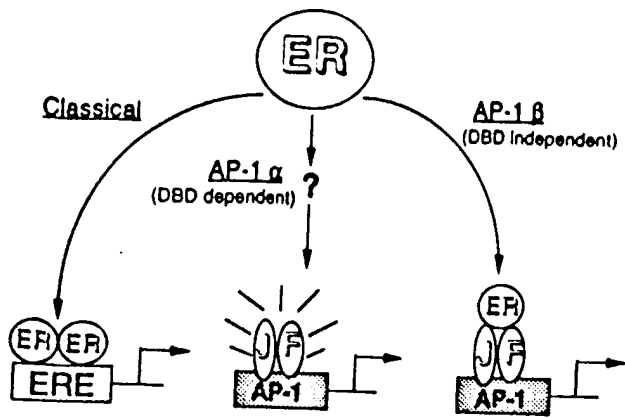 ER
Classical
AP-1 β
(DBD independent)
AP-1 α
(DBD dependent)
?
ER
ER ER
J F
J F
ERE
AP-1
AP-1